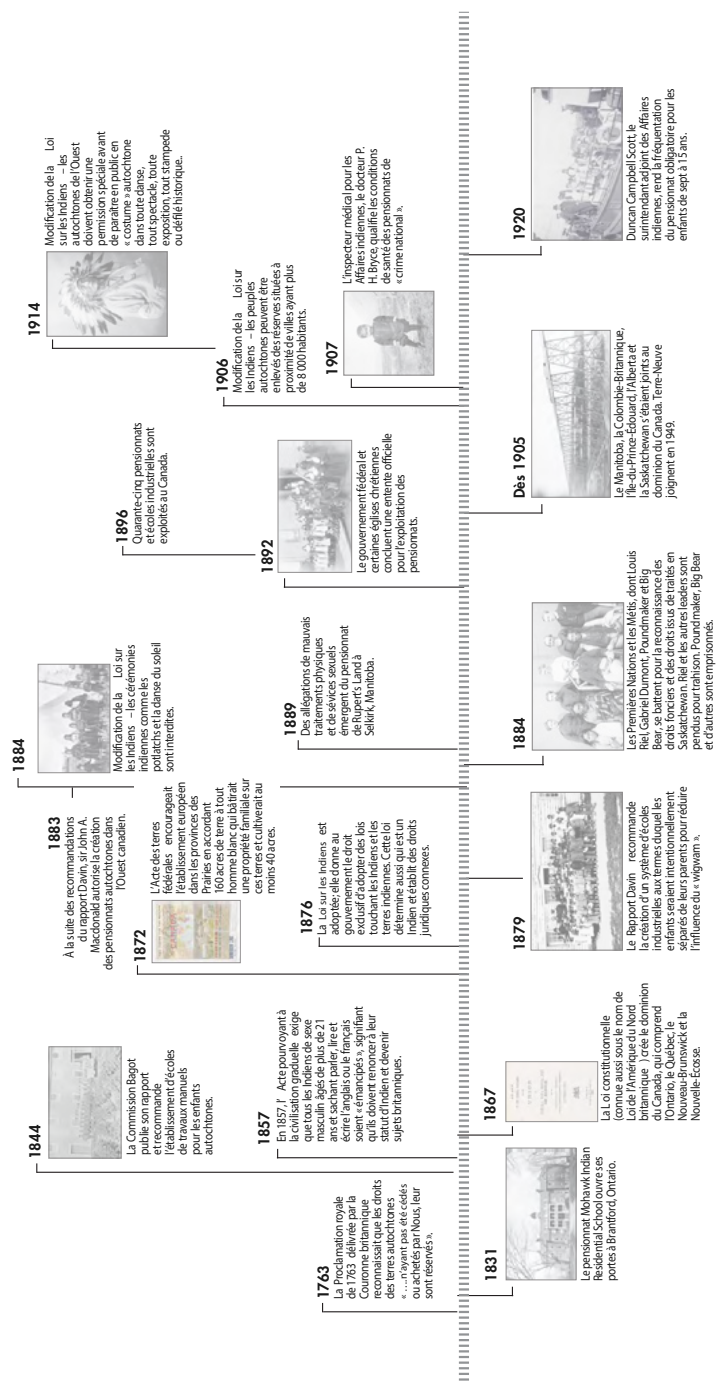 1763
La Proclamation royale
de 1763 délivrée par la
Couronne britannique
reconnaissait que les droits
des terres autochtones
« …n'ayant pas été cédés
ou achetés par Nous, leur
sont réservés ».
1831
Le pensionnat Mohawk Indian
Residential School ouvre ses
portes à Brantford, Ontario.
1844
La Commission Bagot
publie son rapport
et recommande
l'établissement d'écoles
de travaux manuels
pour les enfants
autochtones.
1857
En 1857, l' Acte pourvoyant à
la civilisation graduelle exige
que tous les Indiens de sexe
masculin âgés de plus de 21
ans et sachant parler, lire et
écrire l'anglais ou le français
soient « émancipés », signifiant
qu'ils doivent renoncer à leur
statut d'Indien et devenir
sujets britanniques.
1867
La Loi constitutionnelle
(connue aussi sous le nom de
Loi de l'Amérique du Nord
britannique ) crée le dominion
du Canada, qui comprend
l'Ontario, le Québec, le
Nouveau-Brunswick et la
Nouvelle-Écosse.
1872
L'Acte des terres
fédérales encourageait
l'établissement européen
dans les provinces des
Prairies en accordant
160 acres de terre à tout
homme blanc qui bâtirait
une propriété familiale sur
ces terres et cultiverait au
moins 40 acres.
1876
La Loi sur les Indiens est
adoptée; elle donne au
gouvernement le droit
exclusif d'adopter des lois
touchant les Indiens et les
terres indiennes. Cette loi
détermine aussi qui est un
Indien et établit des droits
juridiques connexes.
1879
Le Rapport Davin recommande
la création d'un système d'écoles
industrielles aux termes duquel les
enfants seraient intentionnellement
séparés de leurs parents pour réduire
l'influence du « wigwam ».
1883
À la suite des recommandations
du rapport Davin, sir John A.
Macdonald autorise la création
des pensionnats autochtones dans
l'Ouest canadien.
1884
Modification de la Loi sur
les Indiens – les cérémonies
indiennes comme les
potlatchs et la danse du soleil
sont interdites.
1884
Les Premières Nations et les Métis, dont Louis
Riel, Gabriel Dumont, Poundmaker et Big
Bear, se battent pour la reconnaissance des
droits fonciers et des droits issus de traités en
Saskatchewan. Riel et les autres leaders sont
pendus pour trahison. Poundmaker, Big Bear
et d'autres sont emprisonnés.
1889
Des allégations de mauvais
traitements physiques
et de sévices sexuels
émergent du pensionnat
de Rupert's Land à
Selkirk, Manitoba.
1892
Le gouvernement fédéral et
certaines églises chrétiennes
concluent une entente officielle
pour l'exploitation des
pensionnats.
1896
Quarante-cinq pensionnats
et écoles industrielles sont
exploités au Canada.
Dès 1905
Le Manitoba, la Colombie-Britannique,
l'Île-du-Prince-Édouard, l'Alberta et
la Saskatchewan s'étaient joints au
dominion du Canada. Terre-Neuve
joignent en 1949.
1906
Modification de la Loi sur
les Indiens – les peuples
autochtones peuvent être
enlevés des réserves situées à
proximité de villes ayant plus
de 8 000 habitants.
1907
L'inspecteur médical pour les
Affaires indiennes, le docteur P.
H. Bryce, qualifie les conditions
de santé des pensionnats de
« crime national ».
1914
Modification de la Loi
sur les Indiens – les
autochtones de l'Ouest
doivent obtenir une
permission spéciale avant
de paraître en public en
« costume » autochtone
dans toute danse,
tout spectacle, toute
exposition, tout stampede
ou défilé historique.
1920
Duncan Campbell Scott, le
surintendant adjoint des Affaires
indiennes, rend la fréquentation
du pensionnat obligatoire pour les
enfants de sept à 15 ans.